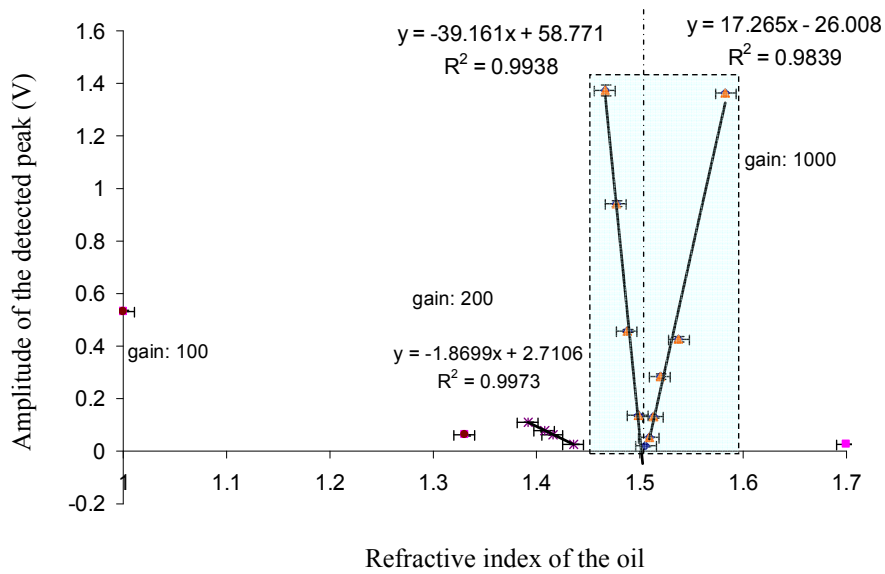 y = -39.161x + 58.771
R² = 0.9938
y = 17.265x - 26.008
R² = 0.9839
Amplitude of the detected peak (V)
1.6
1.4
1.2
1
0.8
0.6
0.4
0.2
0
-0.2
gain: 1000
gain: 200
gain: 100
y = -1.8699x + 2.7106
R² = 0.9973
1 1.1 1.2 1.3 1.4 1.5 1.6 1.7
Refractive index of the oil